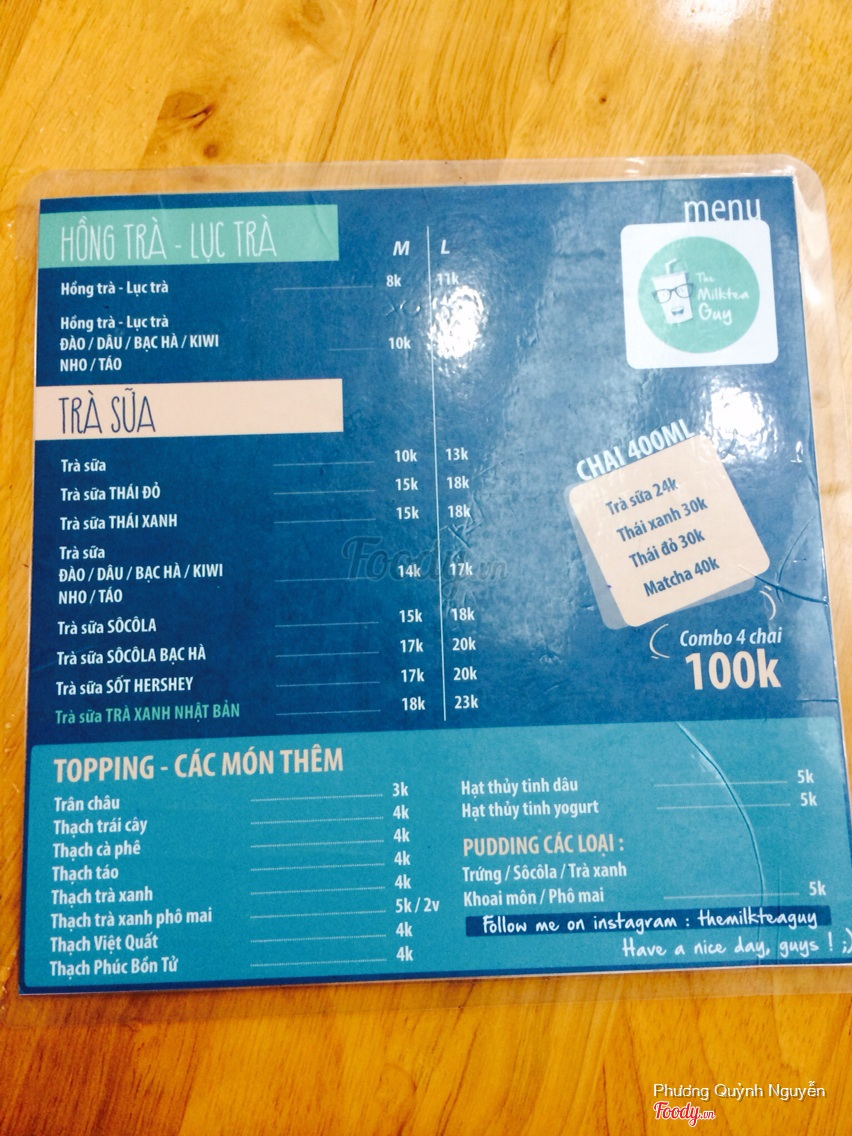 menu
The
Milktea
Guy
HỒNG TRÀ - LỤC TRÀ
M L
Hồng trà - Lục trà 8k 11k
Hồng trà - Lục trà
ĐÀO / DÂU / BẠC HÀ / KIWI 10k
NHO / TÁO
TRÀ SỮA
Trà sữa 10k 13k
Trà sữa THÁI ĐỎ 15k 18k
Trà sữa THÁI XANH 15k 18k
Trà sữa
ĐÀO / DÂU / BẠC HÀ / KIWI 14k 17k
NHO / TÁO
Trà sữa SÔCÔLA 15k 18k
Trà sữa SÔCÔLA BẠC HÀ 17k 20k
Trà sữa SỐT HERSHEY 17k 20k
Trà sữa TRÀ XANH NHẬT BẢN 18k 23k
CHAI 400ML
Trà sữa 24k
Thái xanh 30k
Thái đỏ 30k
Matcha 40k
Combo 4 chai
100k
TOPPING - CÁC MÓN THÊM
Trân châu 3k
Thạch trái cây 4k
Thạch cà phê 4k
Thạch táo 4k
Thạch trà xanh 4k
Thạch trà xanh phô mai 5k / 2v
Thạch Việt Quất 4k
Thạch Phúc Bồn Tử 4k
Hạt thủy tinh dâu 5k
Hạt thủy tinh yogurt 5k
PUDDING CÁC LOẠI :
Trứng / Sôcôla / Trà xanh
Khoai môn / Phô mai 5k
Follow me on instagram : themilkteaguy
Have a nice day, guys ! ;)
Foody.vn
Phương Quỳnh Nguyễn
Foody.vn